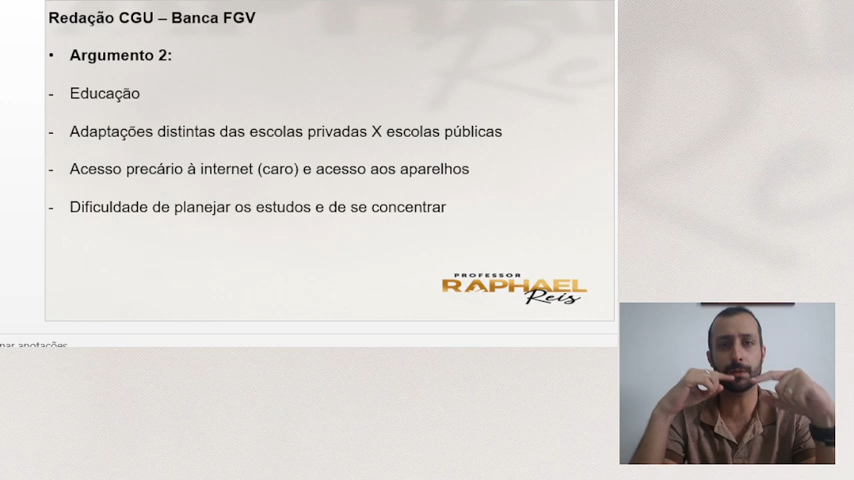 Redação CGU – Banca FGV
• Argumento 2:
- Educação
- Adaptações distintas das escolas privadas X escolas públicas
- Acesso precário à internet (caro) e acesso aos aparelhos
- Dificuldade de planejar os estudos e de se concentrar
PROFESSOR
RAPHAEL
Reis
anotações